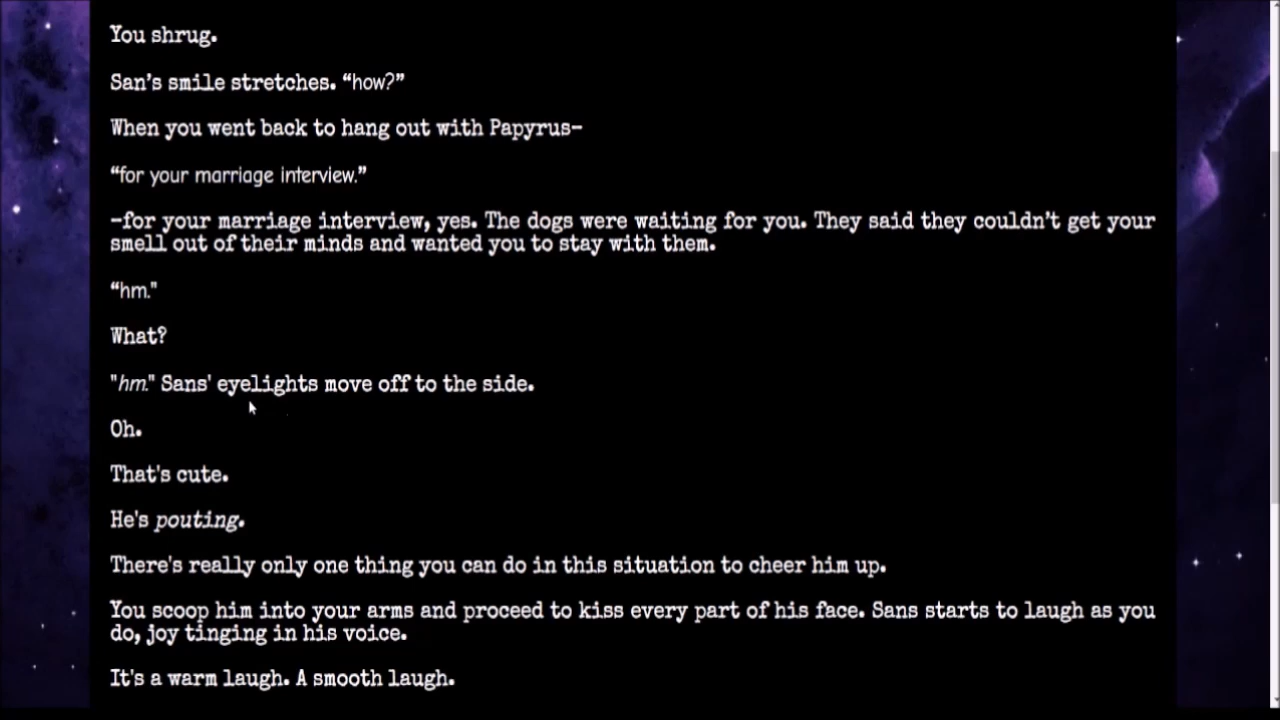 You shrug.
San’s smile stretches. “how?”
When you went back to hang out with Papyrus–
“for your marriage interview.”
–for your marriage interview, yes. The dogs were waiting for you. They said they couldn’t get your
smell out of their minds and wanted you to stay with them.
“hm."
What?
"hm." Sans' eyelights move off to the side.
Oh.
That's cute.
He's pouting.
There's really only one thing you can do in this situation to cheer him up.
You scoop him into your arms and proceed to kiss every part of his face. Sans starts to laugh as you
do, joy tinging in his voice.
It's a warm laugh. A smooth laugh.